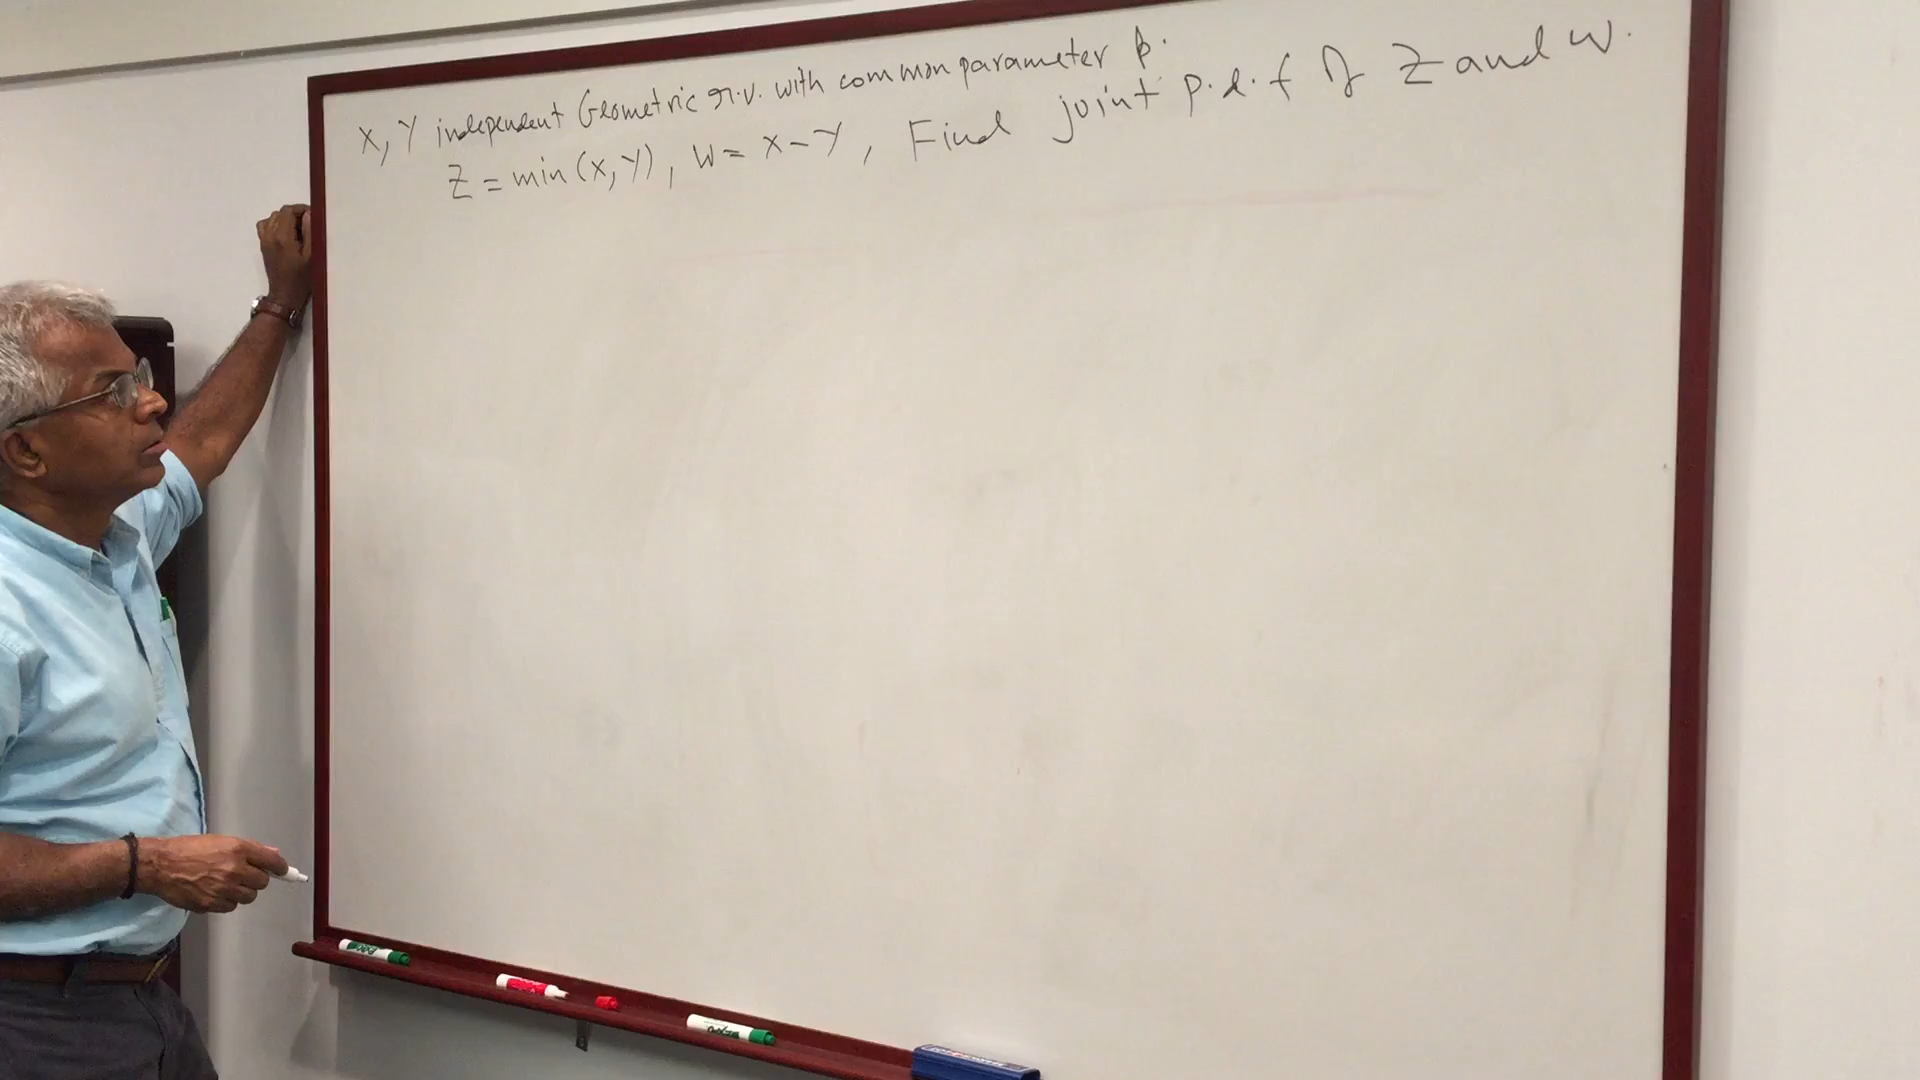 X, Y independent Geometric r.v. with common parameter p.
Z = min(X, Y), W = X - Y, Find joint p.d.f of Z and W.